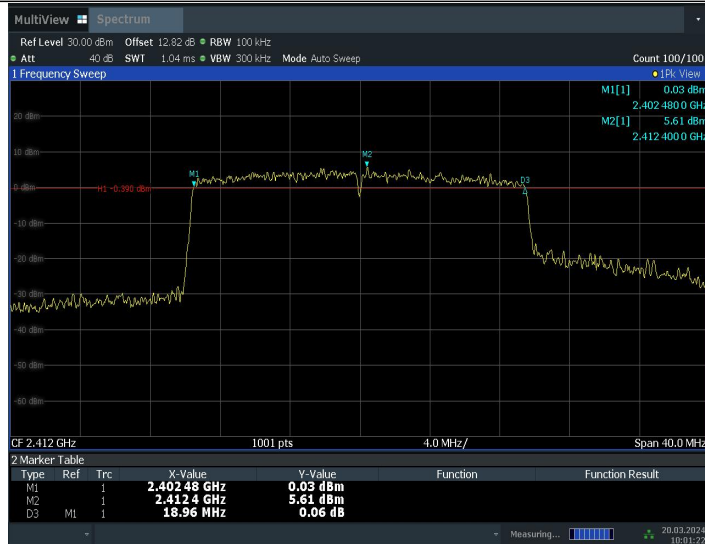 MultiView Spectrum
Ref Level 30.00 dBm Offset 12.82 dB RBW 100 kHz
Att 40 dB SWT 1.04 ms VBW 300 kHz Mode Auto Sweep Count 100/100
1 Frequency Sweep 1Pk View
M1[1] 0.03 dBm
2.402 480 0 GHz
M2[1] 5.61 dBm
2.412 400 0 GHz
20 dBm
10 dBm
M2
M1
D3
0 dBm
H1 -0.390 dBm
-10 dBm
-20 dBm
-30 dBm
-40 dBm
-50 dBm
-60 dBm
CF 2.412 GHz 1001 pts 4.0 MHz/ Span 40.0 MHz
2 Marker Table
Type Ref Trc X-Value Y-Value Function Function Result
M1 1 2.402 48 GHz 0.03 dBm
M2 1 2.412 4 GHz 5.61 dBm
D3 M1 1 18.96 MHz 0.06 dB
Measuring... 20.03.2024
10:01:22